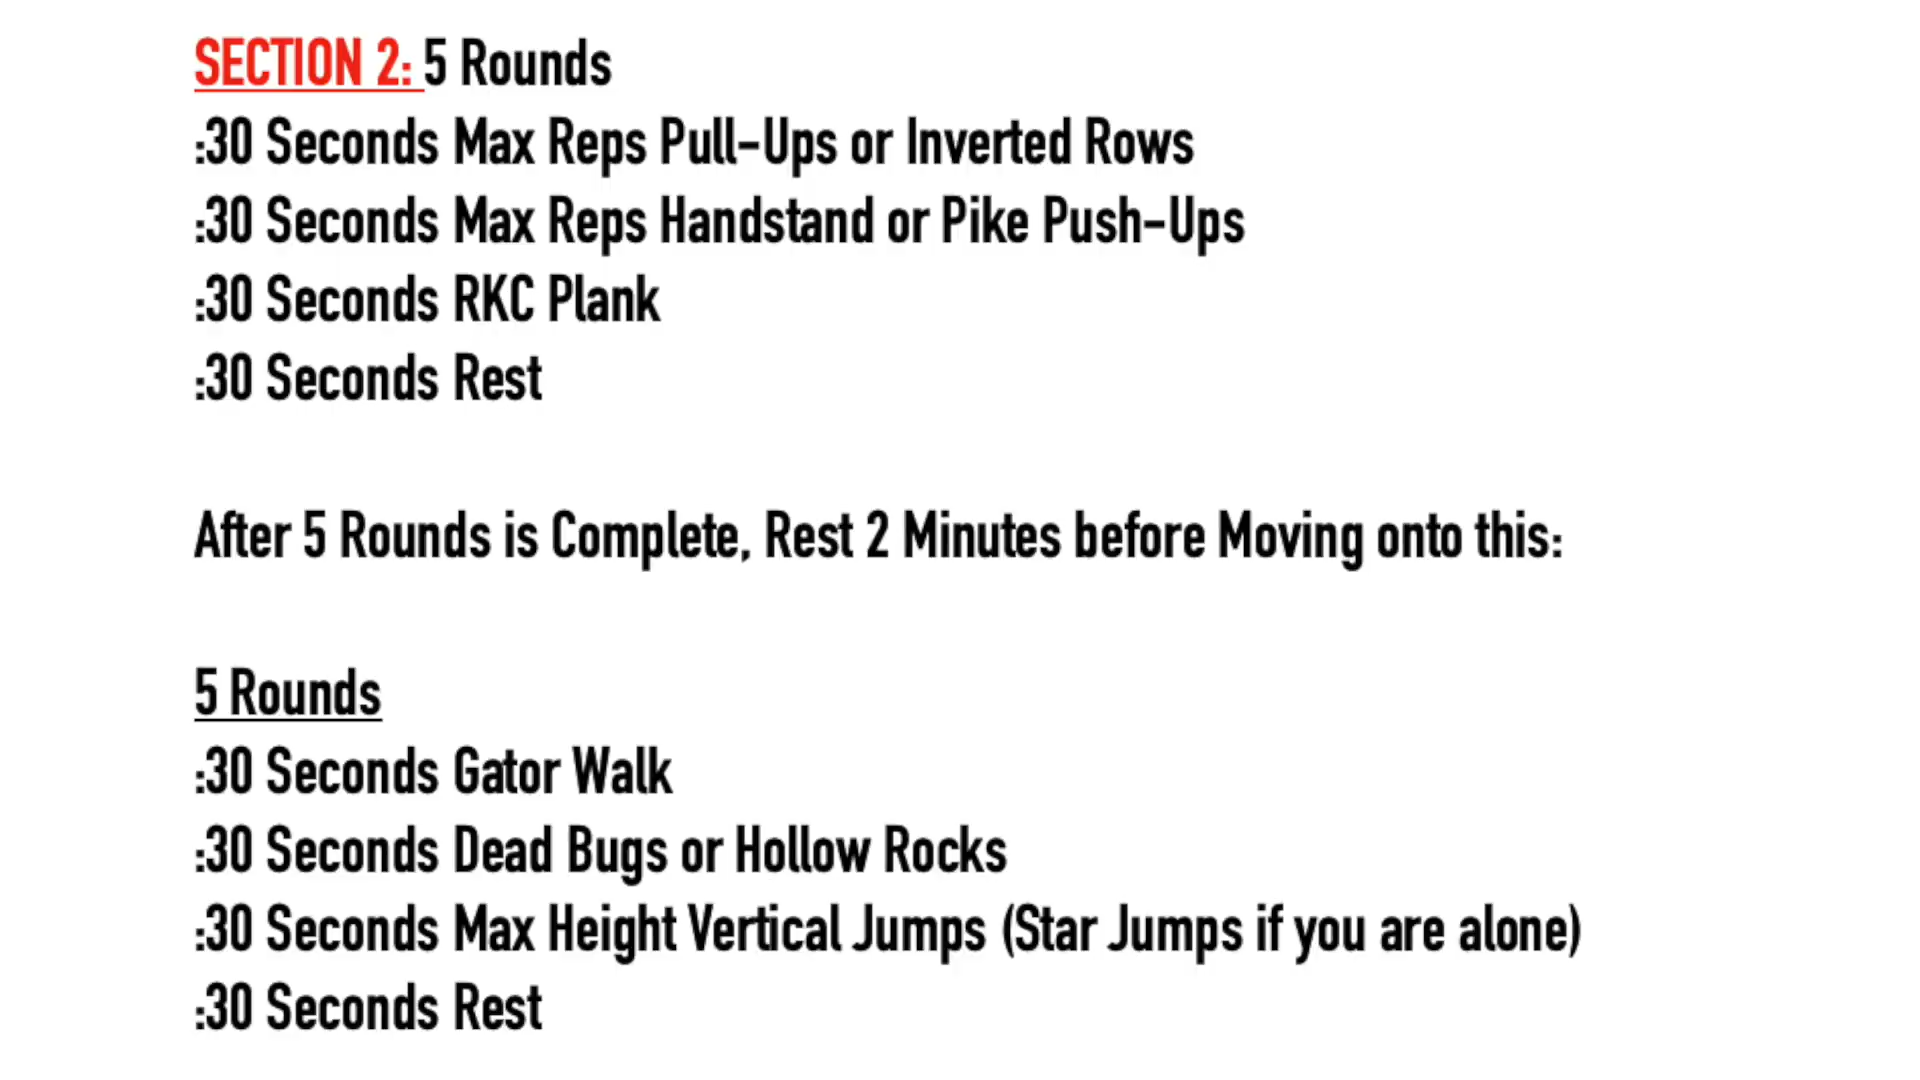 SECTION 2: 5 Rounds
:30 Seconds Max Reps Pull-Ups or Inverted Rows
:30 Seconds Max Reps Handstand or Pike Push-Ups
:30 Seconds RKC Plank
:30 Seconds Rest
After 5 Rounds is Complete, Rest 2 Minutes before Moving onto this:
5 Rounds
:30 Seconds Gator Walk
:30 Seconds Dead Bugs or Hollow Rocks
:30 Seconds Max Height Vertical Jumps (Star Jumps if you are alone)
:30 Seconds Rest